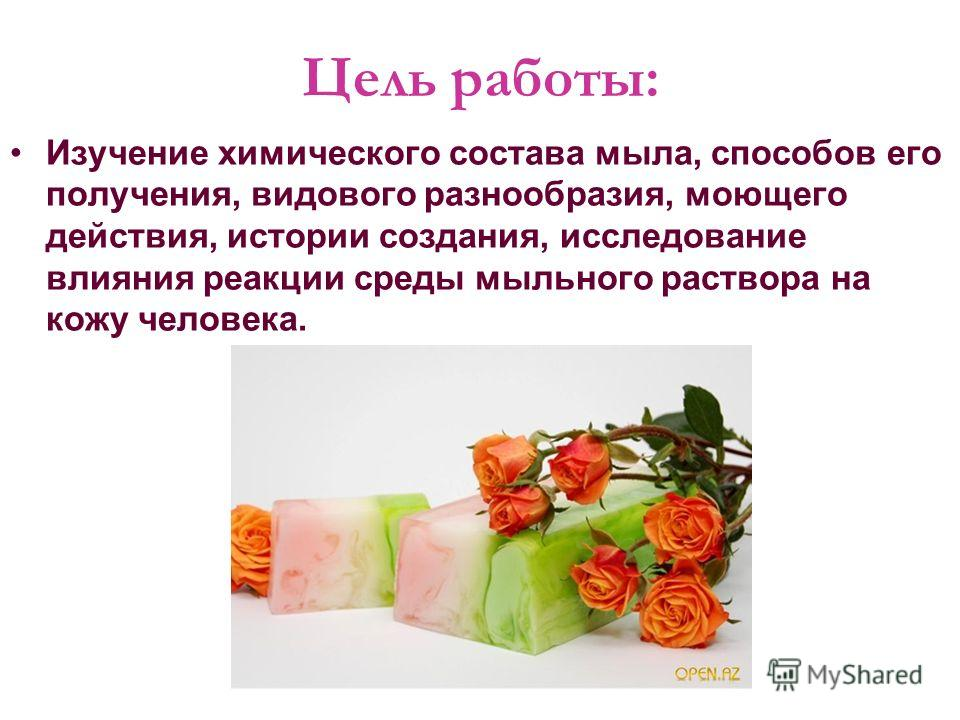 Цель работы:
• Изучение химического состава мыла, способов его
получения, видового разнообразия, моющего
действия, истории создания, исследование
влияния реакции среды мыльного раствора на
кожу человека.
OPEN.AZ
MyShared